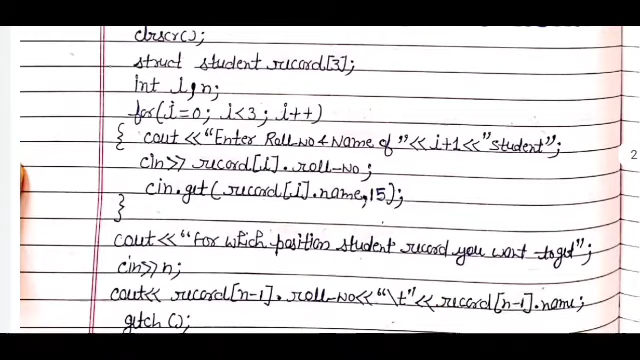 clrscr();
struct student record[3];
int i, n;
for(i=0; i<3; i++)
{ cout<<"Enter Roll-No & Name of"<<i+1<<"student";
cin>> record[i].roll-no;
cin.get(record[i].name,15);
}
cout<<"For which position student record you want to get";
cin>>n;
cout<< record[n-1].roll-no<<"\t"<<record[n-1].name;
getch();
2